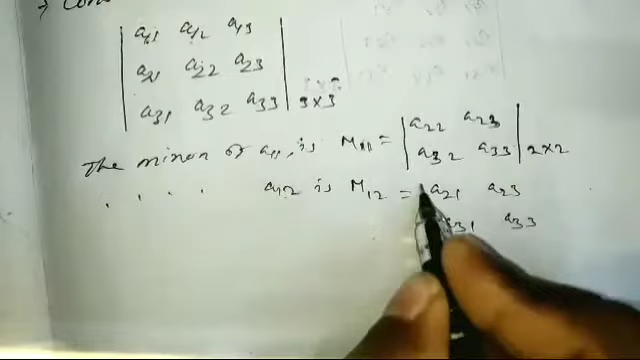 a11 a12 a13
a21 a22 a23
a31 a32 a33 3×3
The minor of a11, is M11 = a22 a23
a32 a33 2×2
" " " " a12 is M12 = a21 a23
a31 a33